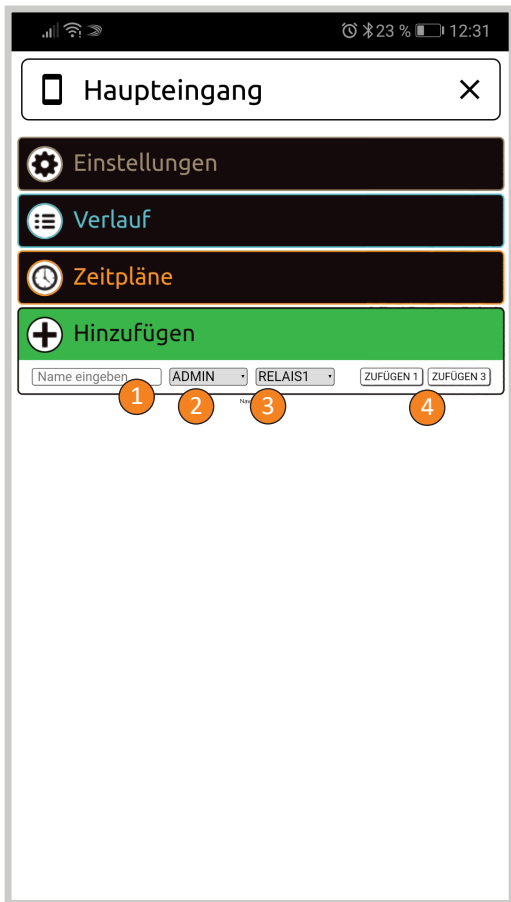 23 % 12:31
Haupteingang
Einstellungen
Verlauf
Zeitpläne
Hinzufügen
Name eingeben ADMIN RELAIS1 ZUFÜGEN 1 ZUFÜGEN 3
1 2 3 4